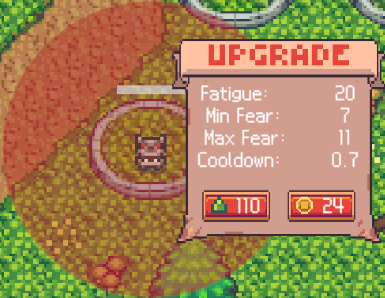 UPGRADE
Fatigue: 20
Min Fear: 7
Max Fear: 11
Cooldown: 0.7
110 24